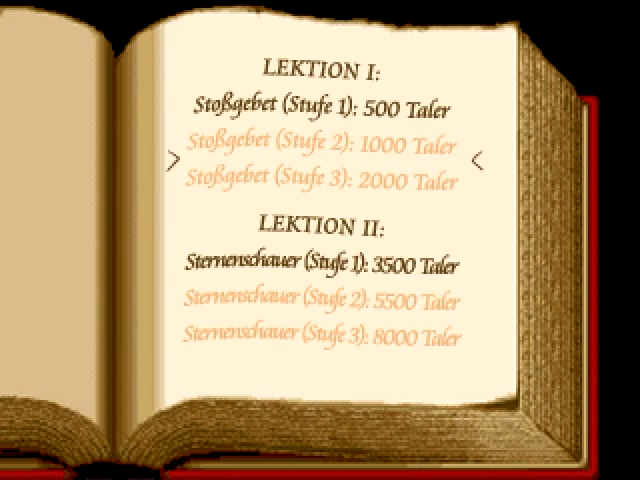 LEKTION I:
Stoßgebet (Stufe 1): 500 Taler
Stoßgebet (Stufe 2): 1000 Taler
Stoßgebet (Stufe 3): 2000 Taler
LEKTION II:
Sternenschauer (Stufe 1): 3500 Taler
Sternenschauer (Stufe 2): 5500 Taler
Sternenschauer (Stufe 3): 8000 Taler